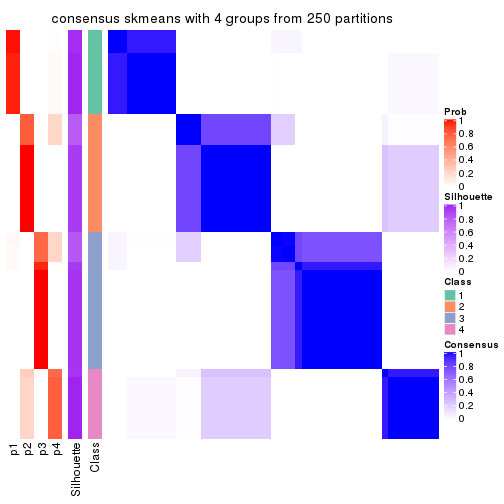 consensus skmeans with 4 groups from 250 partitions
Prob
1
0.8
0.6
0.4
0.2
0
Silhouette
1
0.8
0.6
0.4
0.2
0
Class
1
2
3
4
Consensus
1
0.8
0.6
0.4
0.2
0
p1
p2
p3
p4
Silhouette
Class